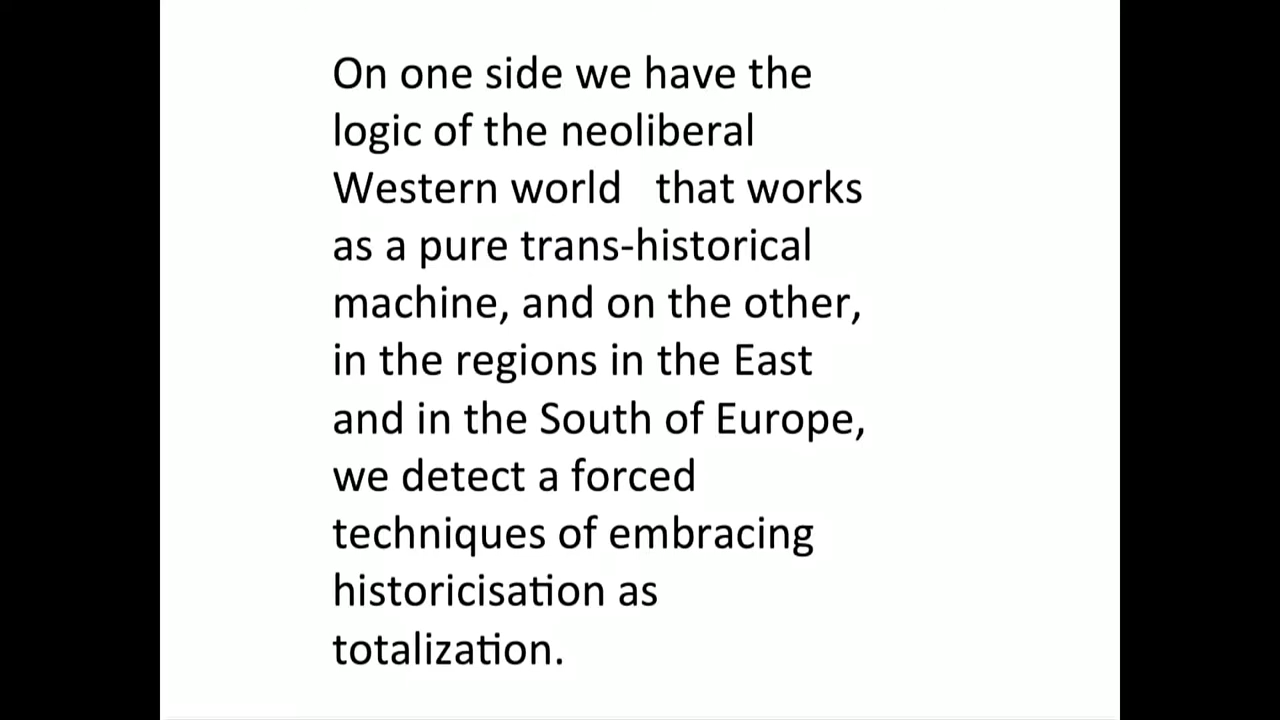 On one side we have the
logic of the neoliberal
Western world   that works
as a pure trans-historical
machine, and on the other,
in the regions in the East
and in the South of Europe,
we detect a forced
techniques of embracing
historicisation as
totalization.